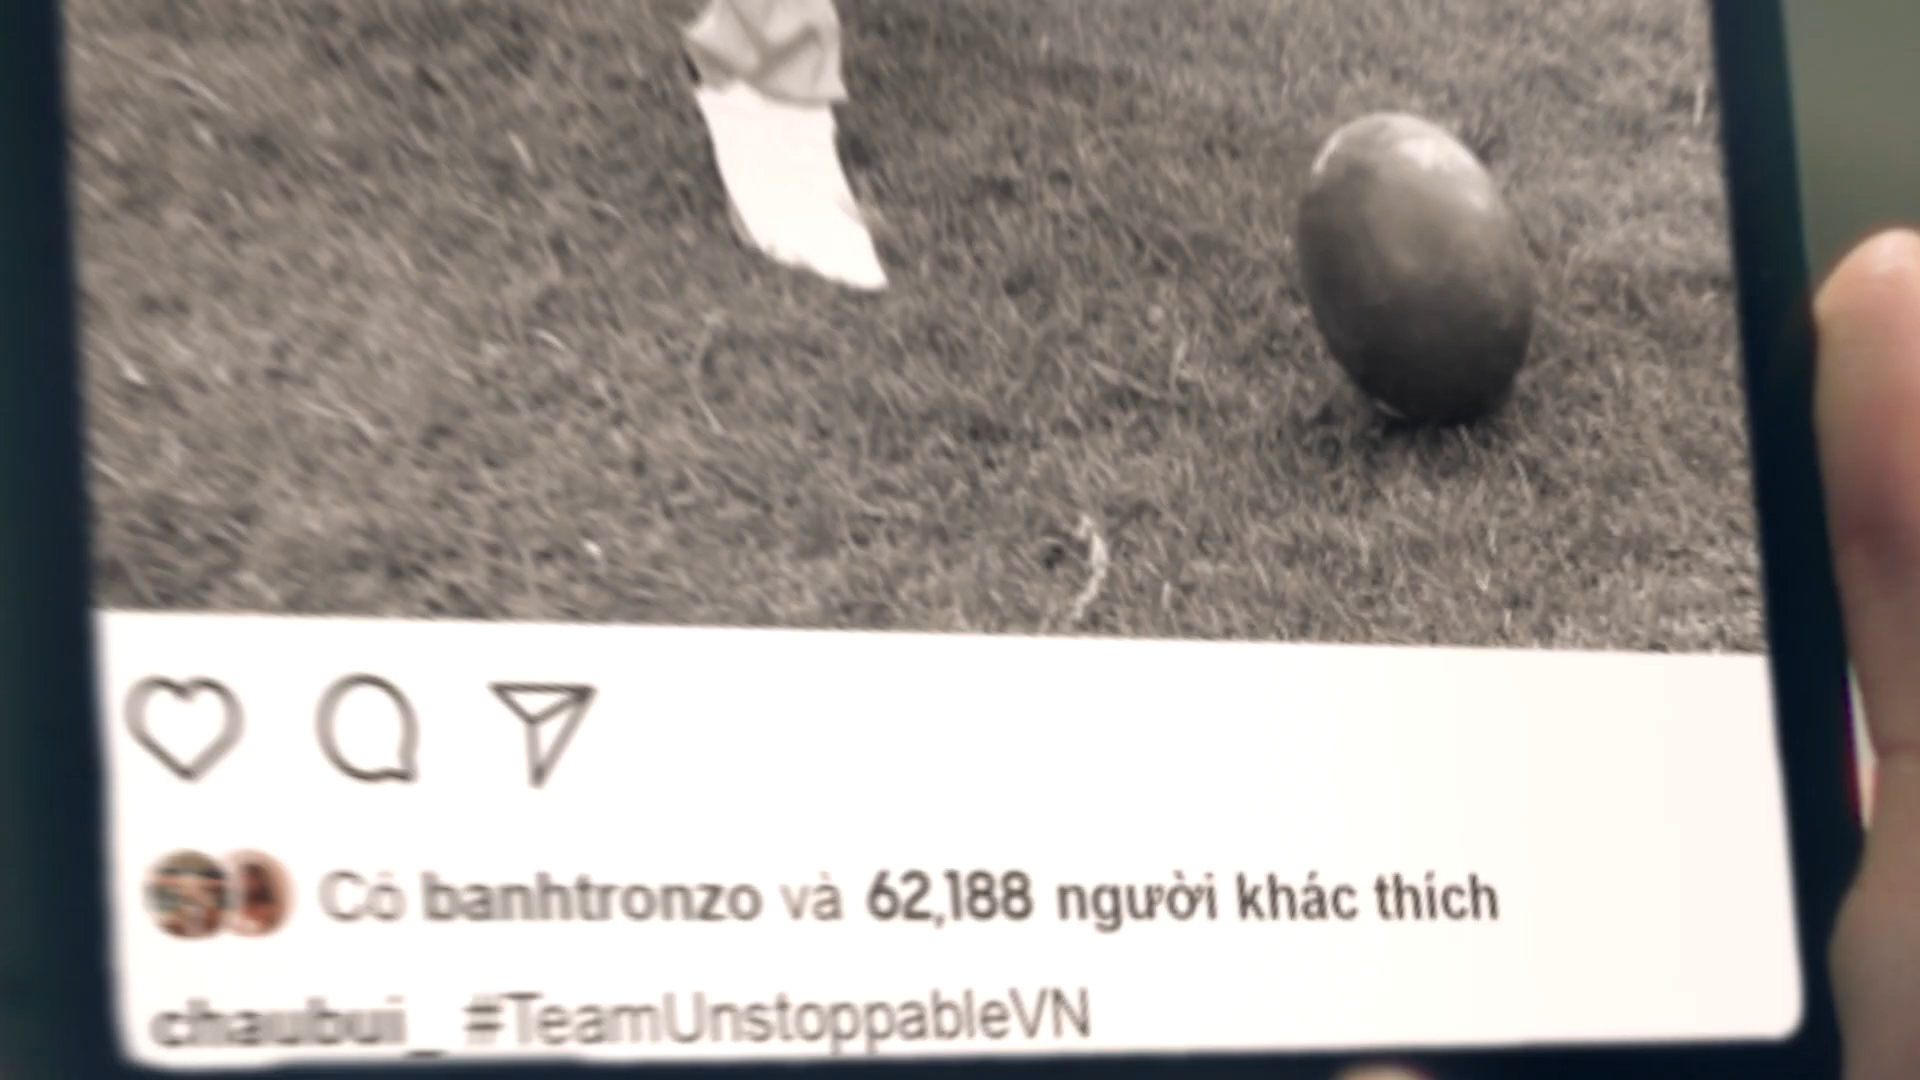 Có banhtronzo và 62,188 người khác thích
chaubui_ #TeamUnstoppableVN